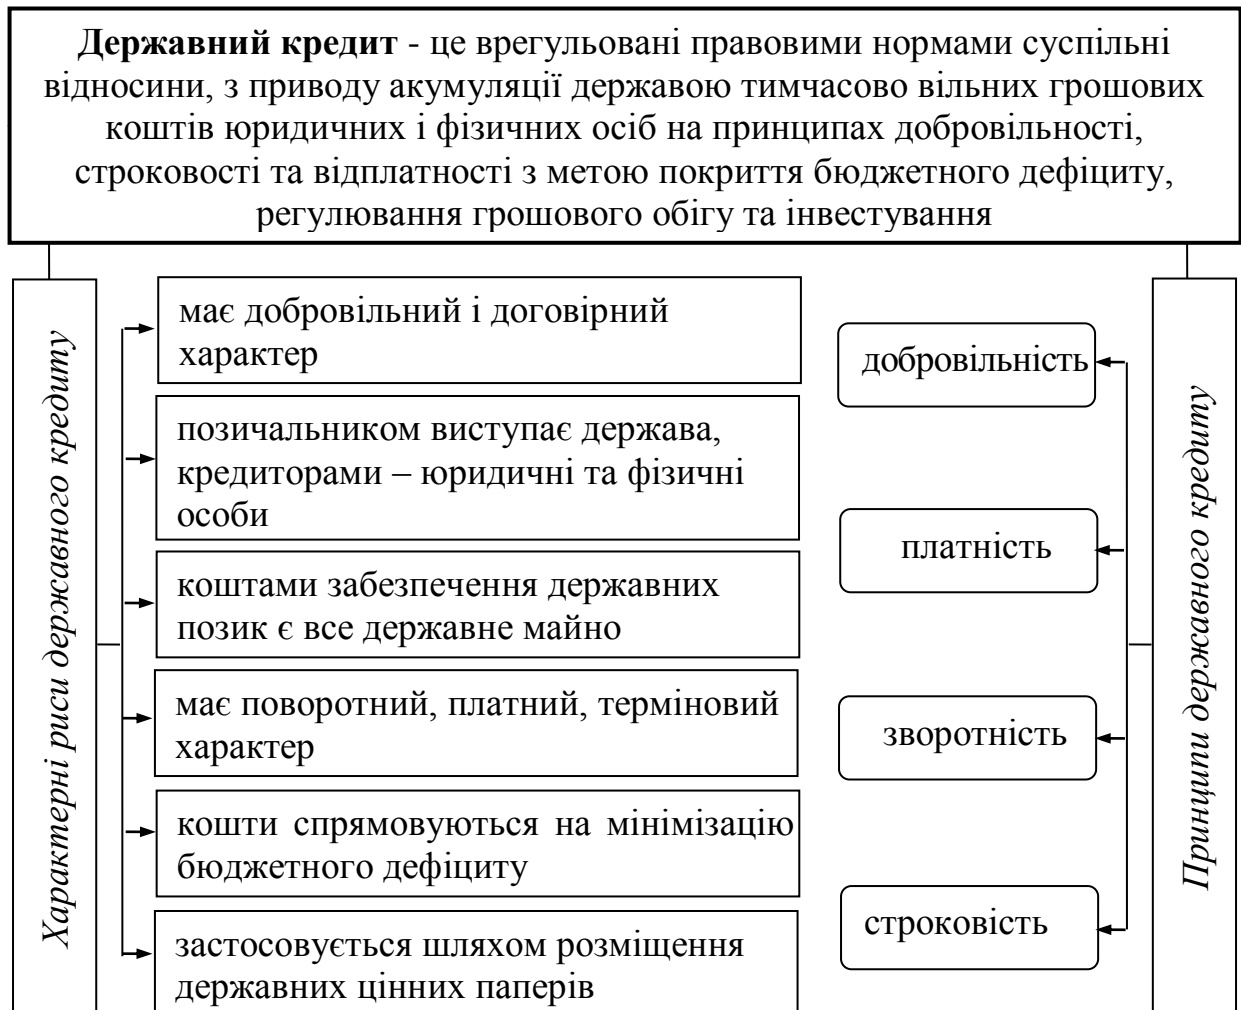 Державний кредит - це врегульовані правовими нормами суспільні
відносини, з приводу акумуляції державою тимчасово вільних грошових
коштів юридичних і фізичних осіб на принципах добровільності,
строковості та відплатності з метою покриття бюджетного дефіциту,
регулювання грошового обігу та інвестування
Характерні риси державного кредиту
має добровільний і договірний
характер
позичальником виступає держава,
кредиторами – юридичні та фізичні
особи
коштами забезпечення державних
позик є все державне майно
має поворотний, платний, терміновий
характер
кошти спрямовуються на мінімізацію
бюджетного дефіциту
застосовується шляхом розміщення
державних цінних паперів
добровільність
платність
зворотність
строковість
Принципи державного кредиту